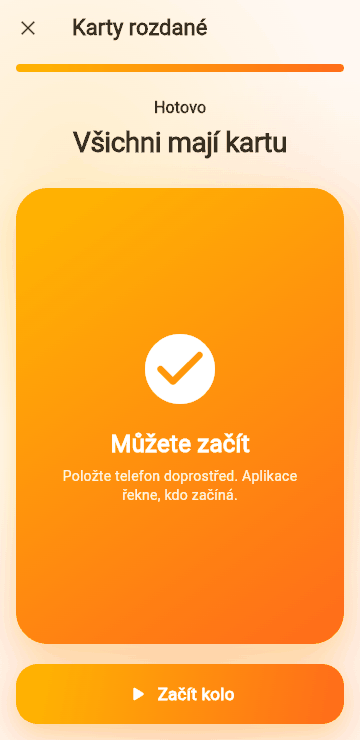 Karty rozdané
Hotovo
Všichni mají kartu
Můžete začít
Položte telefon doprostřed. Aplikace
řekne, kdo začíná.
Začít kolo